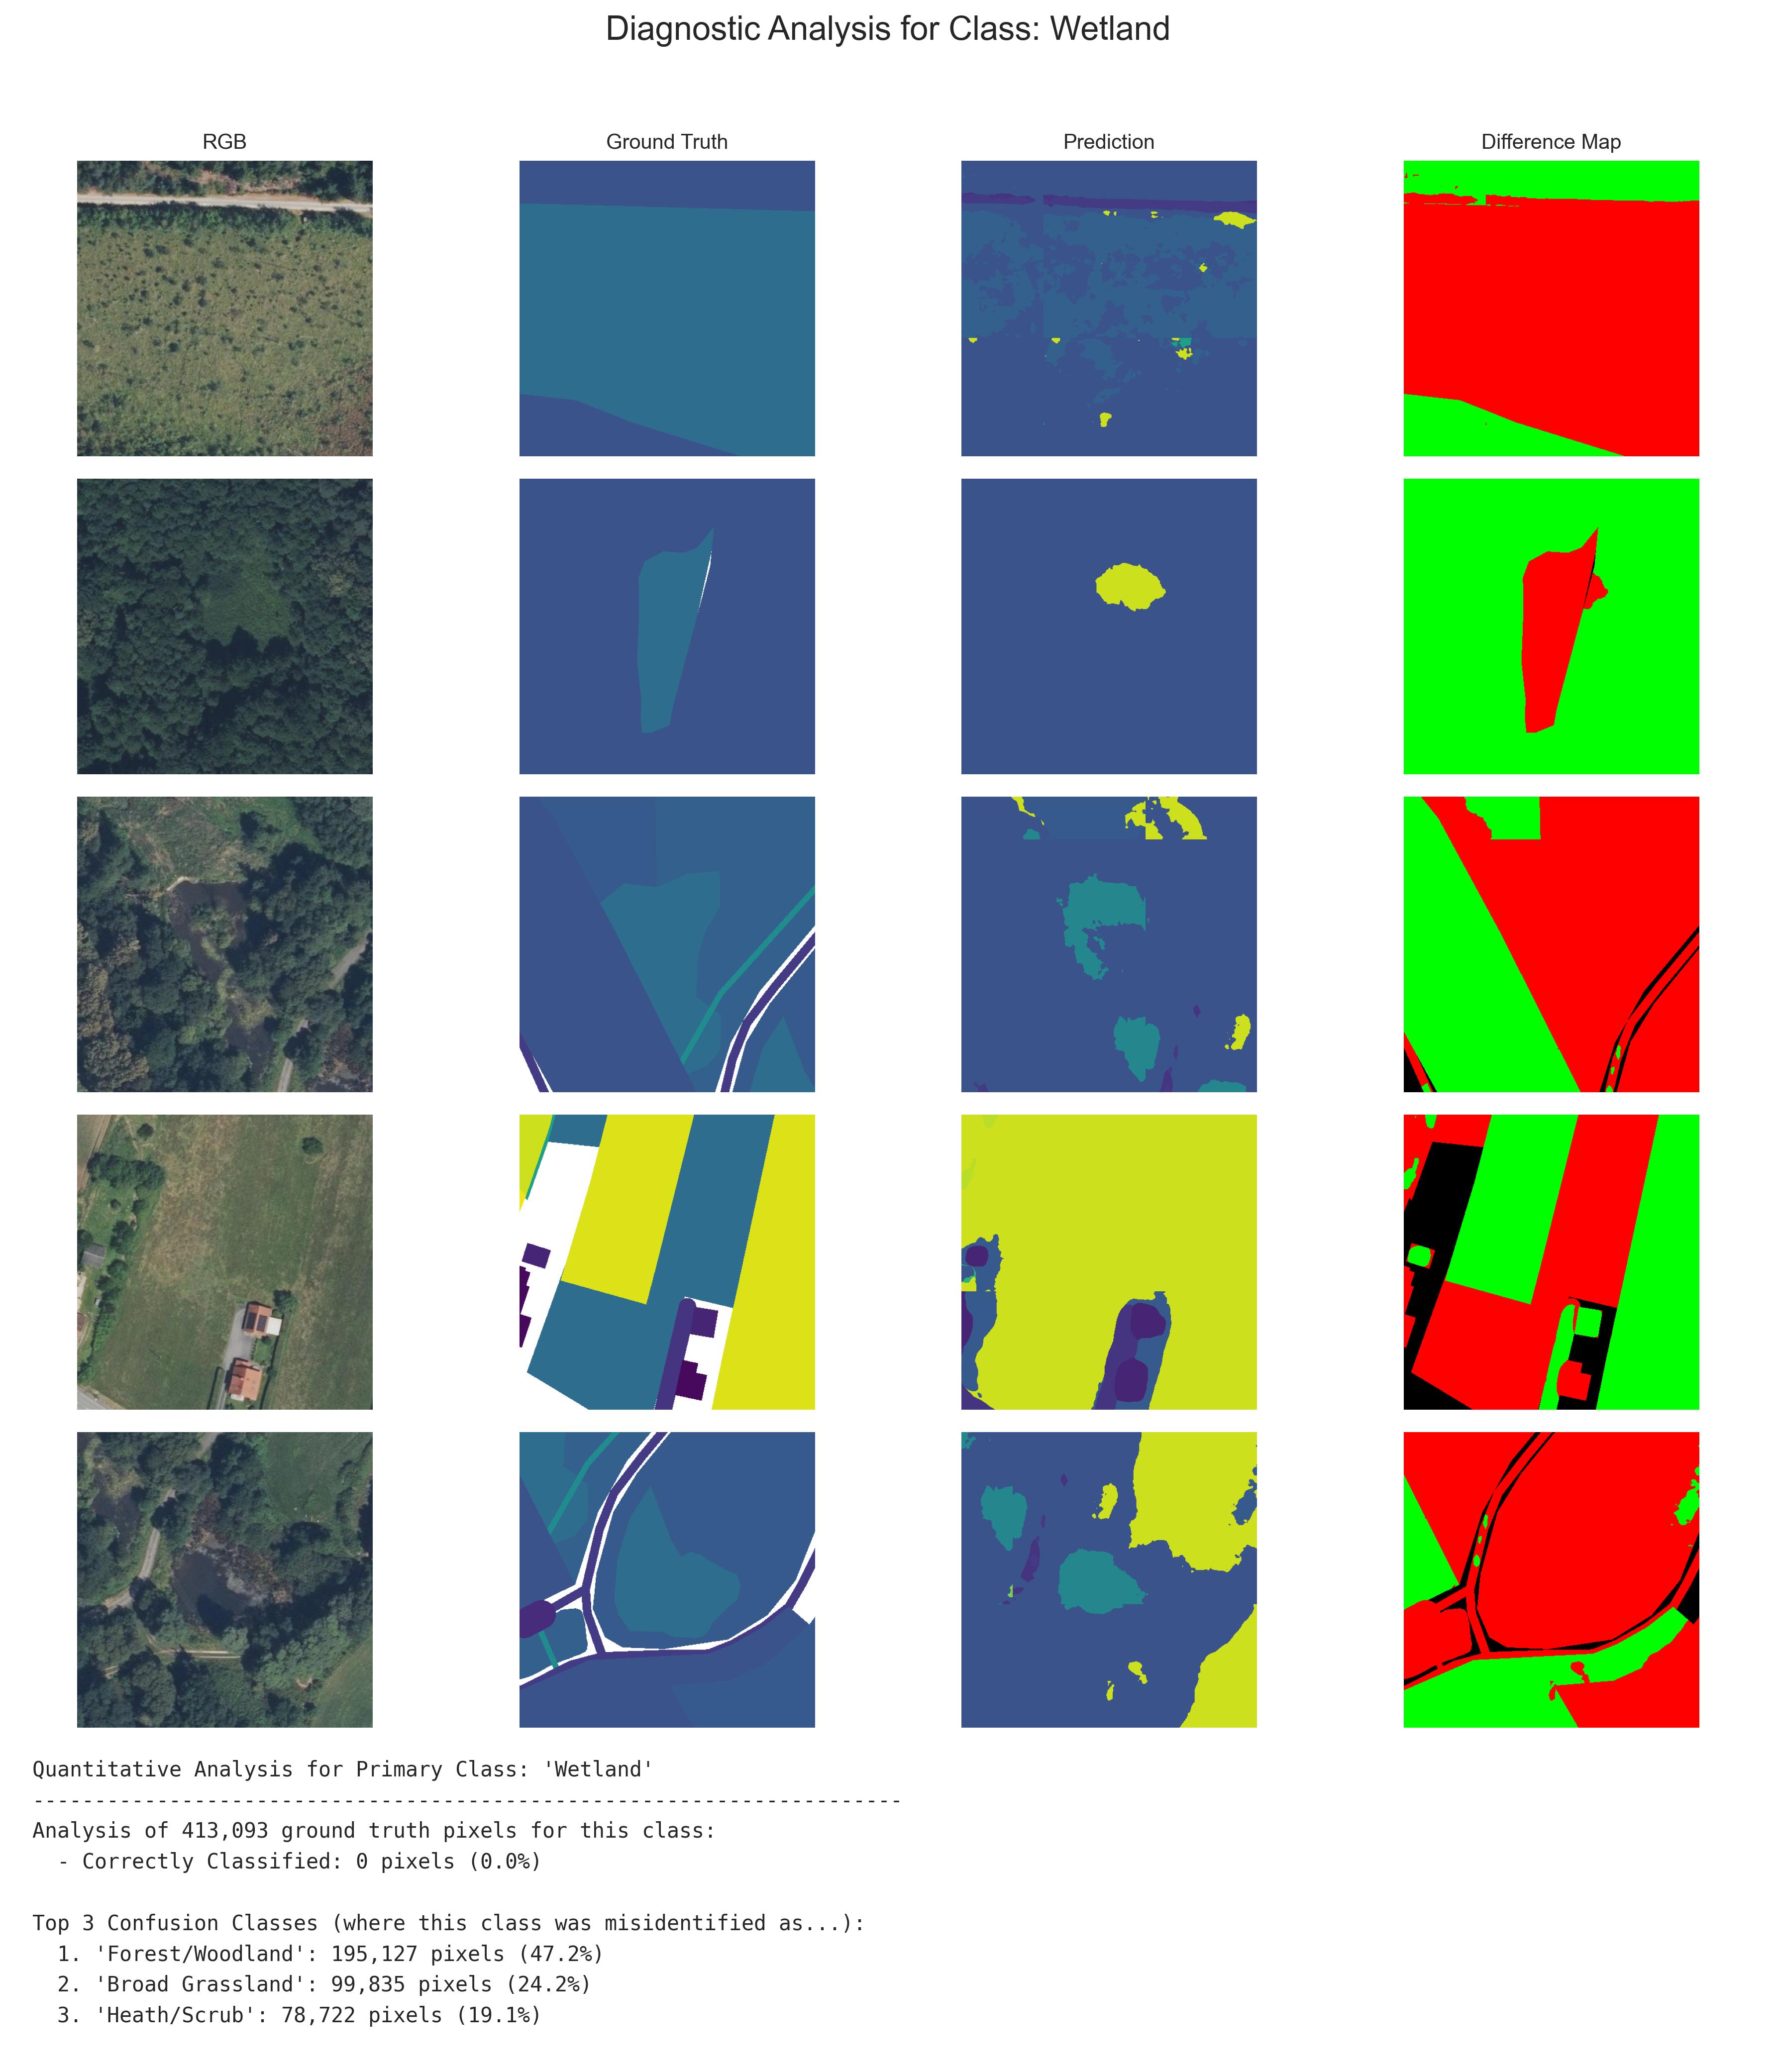 Diagnostic Analysis for Class: Wetland
RGB
Ground Truth
Prediction
Difference Map
Quantitative Analysis for Primary Class: 'Wetland'
----------------------------------------------------------------------
Analysis of 413,093 ground truth pixels for this class:
- Correctly Classified: 0 pixels (0.0%)
Top 3 Confusion Classes (where this class was misidentified as...):
1. 'Forest/Woodland': 195,127 pixels (47.2%)
2. 'Broad Grassland': 99,835 pixels (24.2%)
3. 'Heath/Scrub': 78,722 pixels (19.1%)